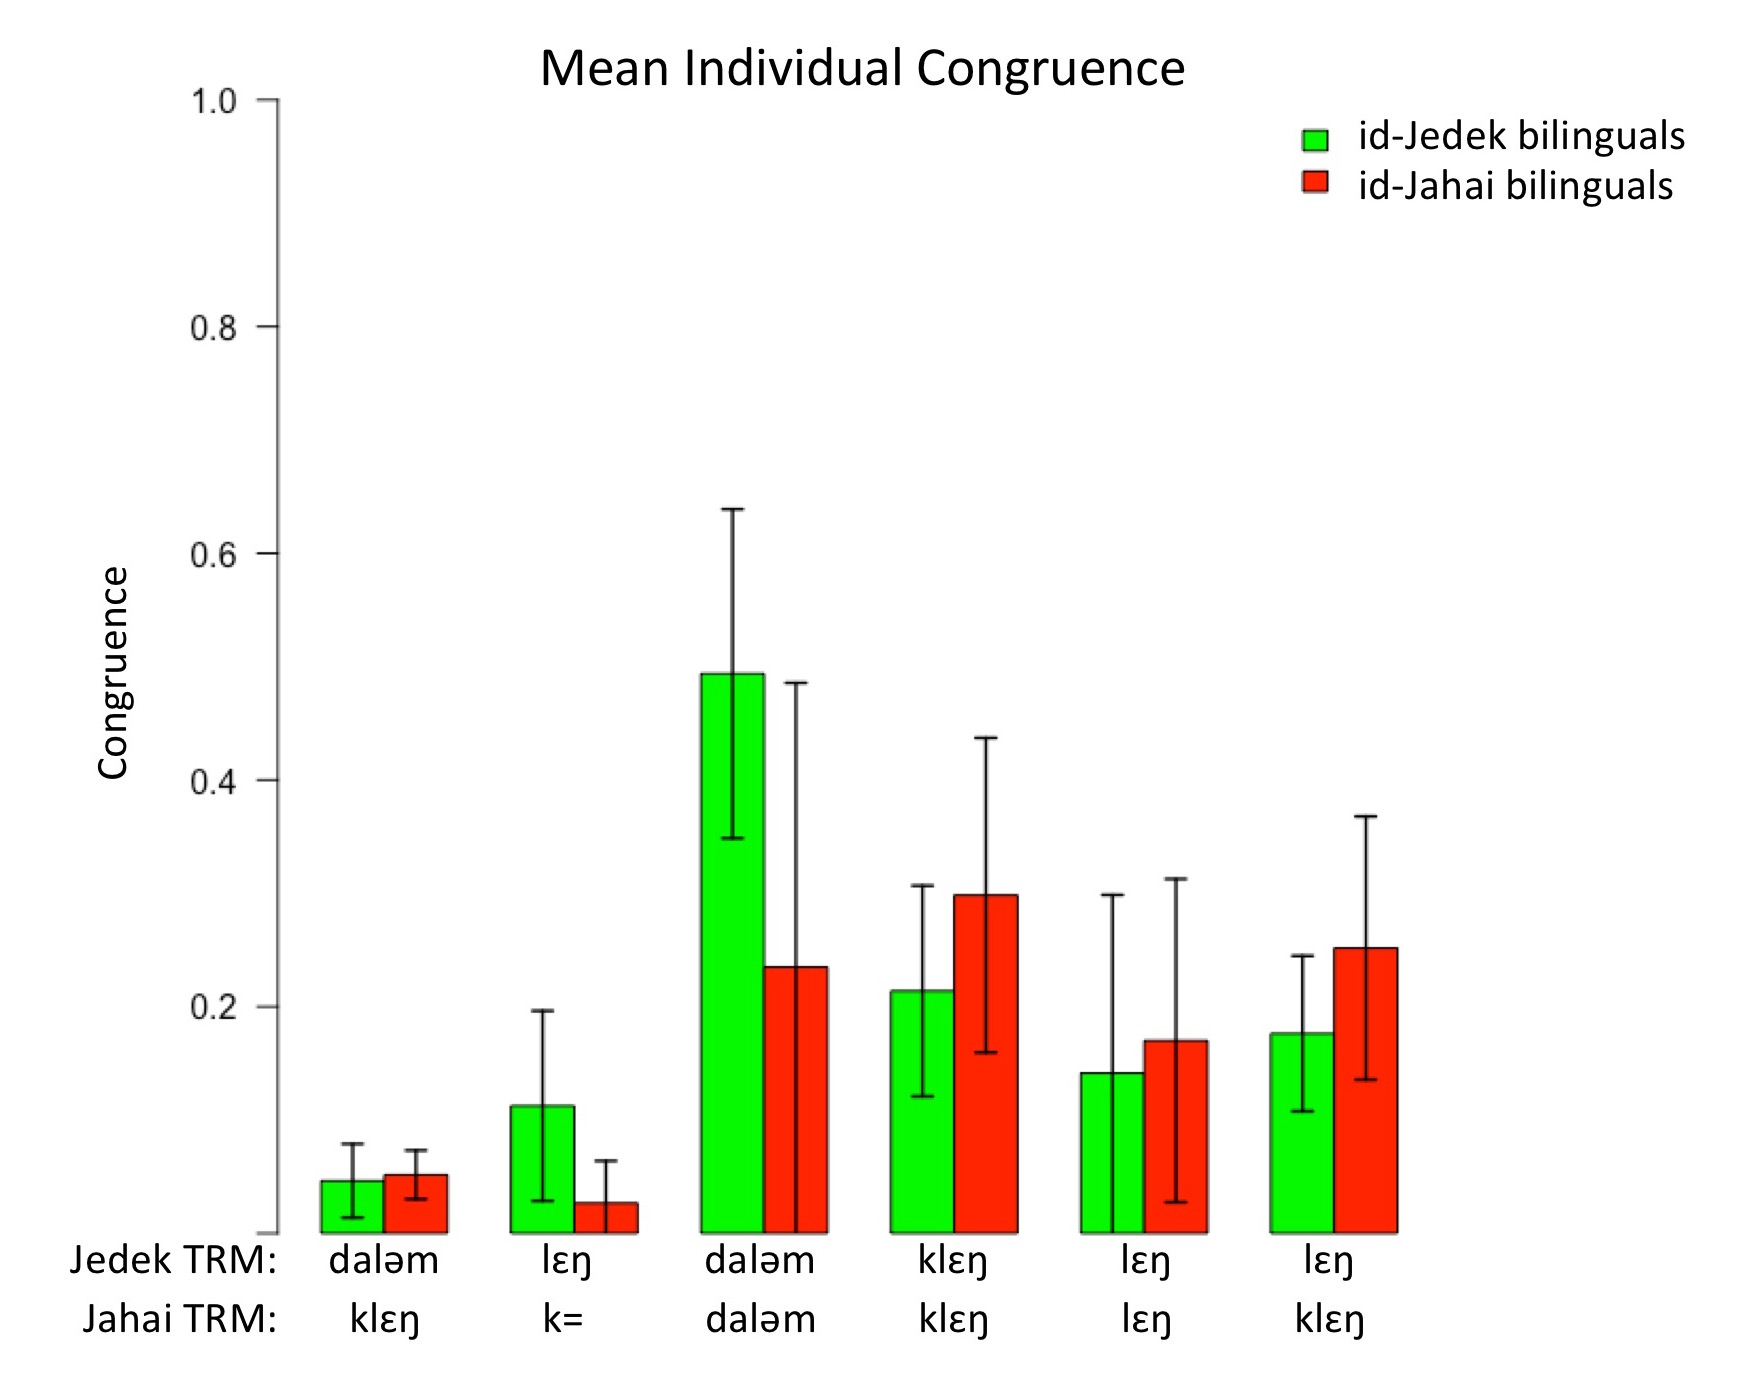 Mean Individual Congruence
id-Jedek bilinguals
id-Jahai bilinguals
Congruence
1.0
0.8
0.6
0.4
0.2
Jedek TRM: daləm lɛŋ daləm klɛŋ lɛŋ lɛŋ
Jahai TRM: klɛŋ k= daləm klɛŋ lɛŋ klɛŋ